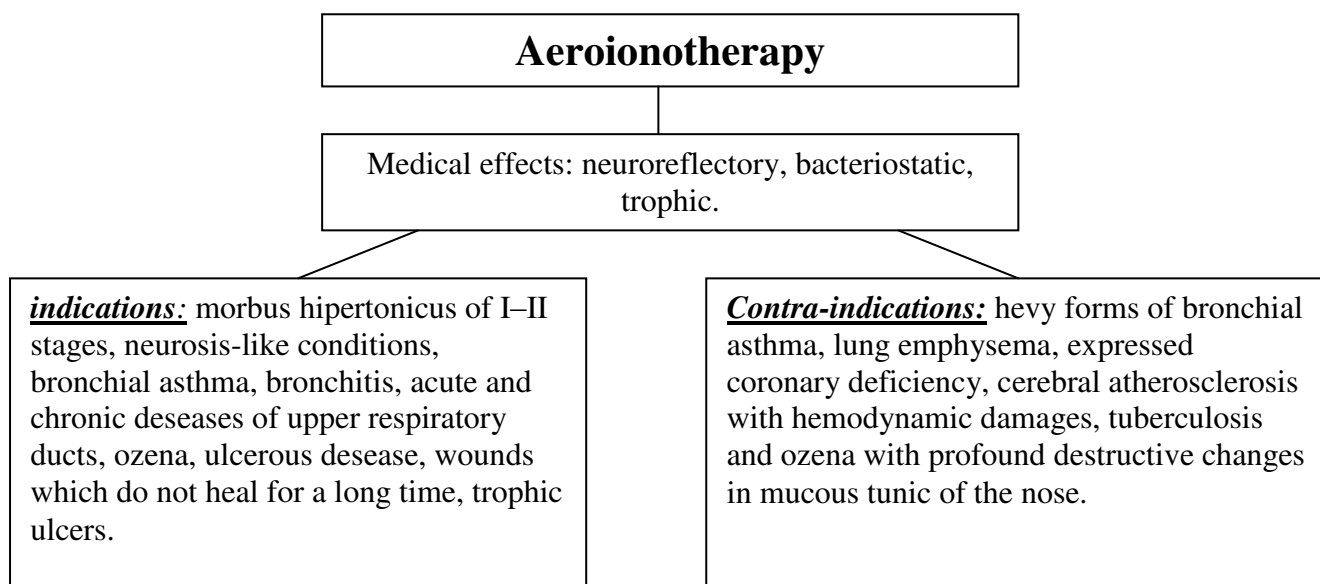 Aeroionotherapy
Medical effects: neuroreflectory, bacteriostatic,
trophic.
indications: morbus hipertonicus of I–II
stages, neurosis-like conditions,
bronchial asthma, bronchitis, acute and
chronic deseases of upper respiratory
ducts, ozena, ulcerous desease, wounds
which do not heal for a long time, trophic
ulcers.
Contra-indications: hevy forms of bronchial
asthma, lung emphysema, expressed
coronary deficiency, cerebral atherosclerosis
with hemodynamic damages, tuberculosis
and ozena with profound destructive changes
in mucous tunic of the nose.